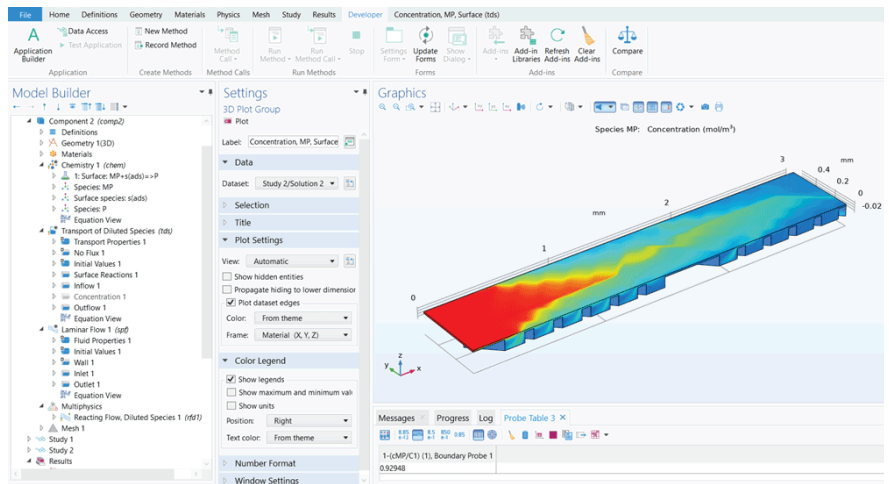 File Home Definitions Geometry Materials Physics Mesh Study Results Developer Concentration, MP, Surface (tds)
A
Application Builder
Data Access
Test Application
Application
New Method
Record Method
Create Methods
Method Call
Method Calls
Run Method
Run Method Call
Stop
Run Methods
Settings Form
Update Forms
Show Dialog
Forms
Add-ins
Add-in Libraries
Refresh Add-ins
Clear Add-ins
Add-ins
Compare
Compare
Model Builder
Component 2 (comp2)
Definitions
Geometry 1(3D)
Materials
Chemistry 1 (chem)
1: Surface: MP+s(ads)=>P
Species: MP
Surface species: s(ads)
Species: P
Equation View
Transport of Diluted Species (tds)
Transport Properties 1
No Flux 1
Initial Values 1
Surface Reactions 1
Inflow 1
Concentration 1
Outflow 1
Equation View
Laminar Flow 1 (spf)
Fluid Properties 1
Initial Values 1
Wall 1
Inlet 1
Outlet 1
Equation View
Multiphysics
Reacting Flow, Diluted Species 1 (rfd1)
Mesh 1
Study 1
Study 2
Results
Settings
3D Plot Group
Plot
Label: Concentration, MP, Surface
Data
Dataset: Study 2/Solution 2
Selection
Title
Plot Settings
View: Automatic
Show hidden entities
Propagate hiding to lower dimension
Plot dataset edges
Color: From theme
Frame: Material (X, Y, Z)
Color Legend
Show legends
Show maximum and minimum valu
Show units
Position: Right
Text color: From theme
Number Format
Window Settings
Graphics
Species MP: Concentration (mol/m³)
3
0.4
mm
0.2
0
-0.02
2
mm
1
0
z
y
x
Messages Progress Log Probe Table 3
8.85 e-12
8.5 e-1
850 e-1
0.85
1-(cMP/C1) (1), Boundary Probe 1
0.92948